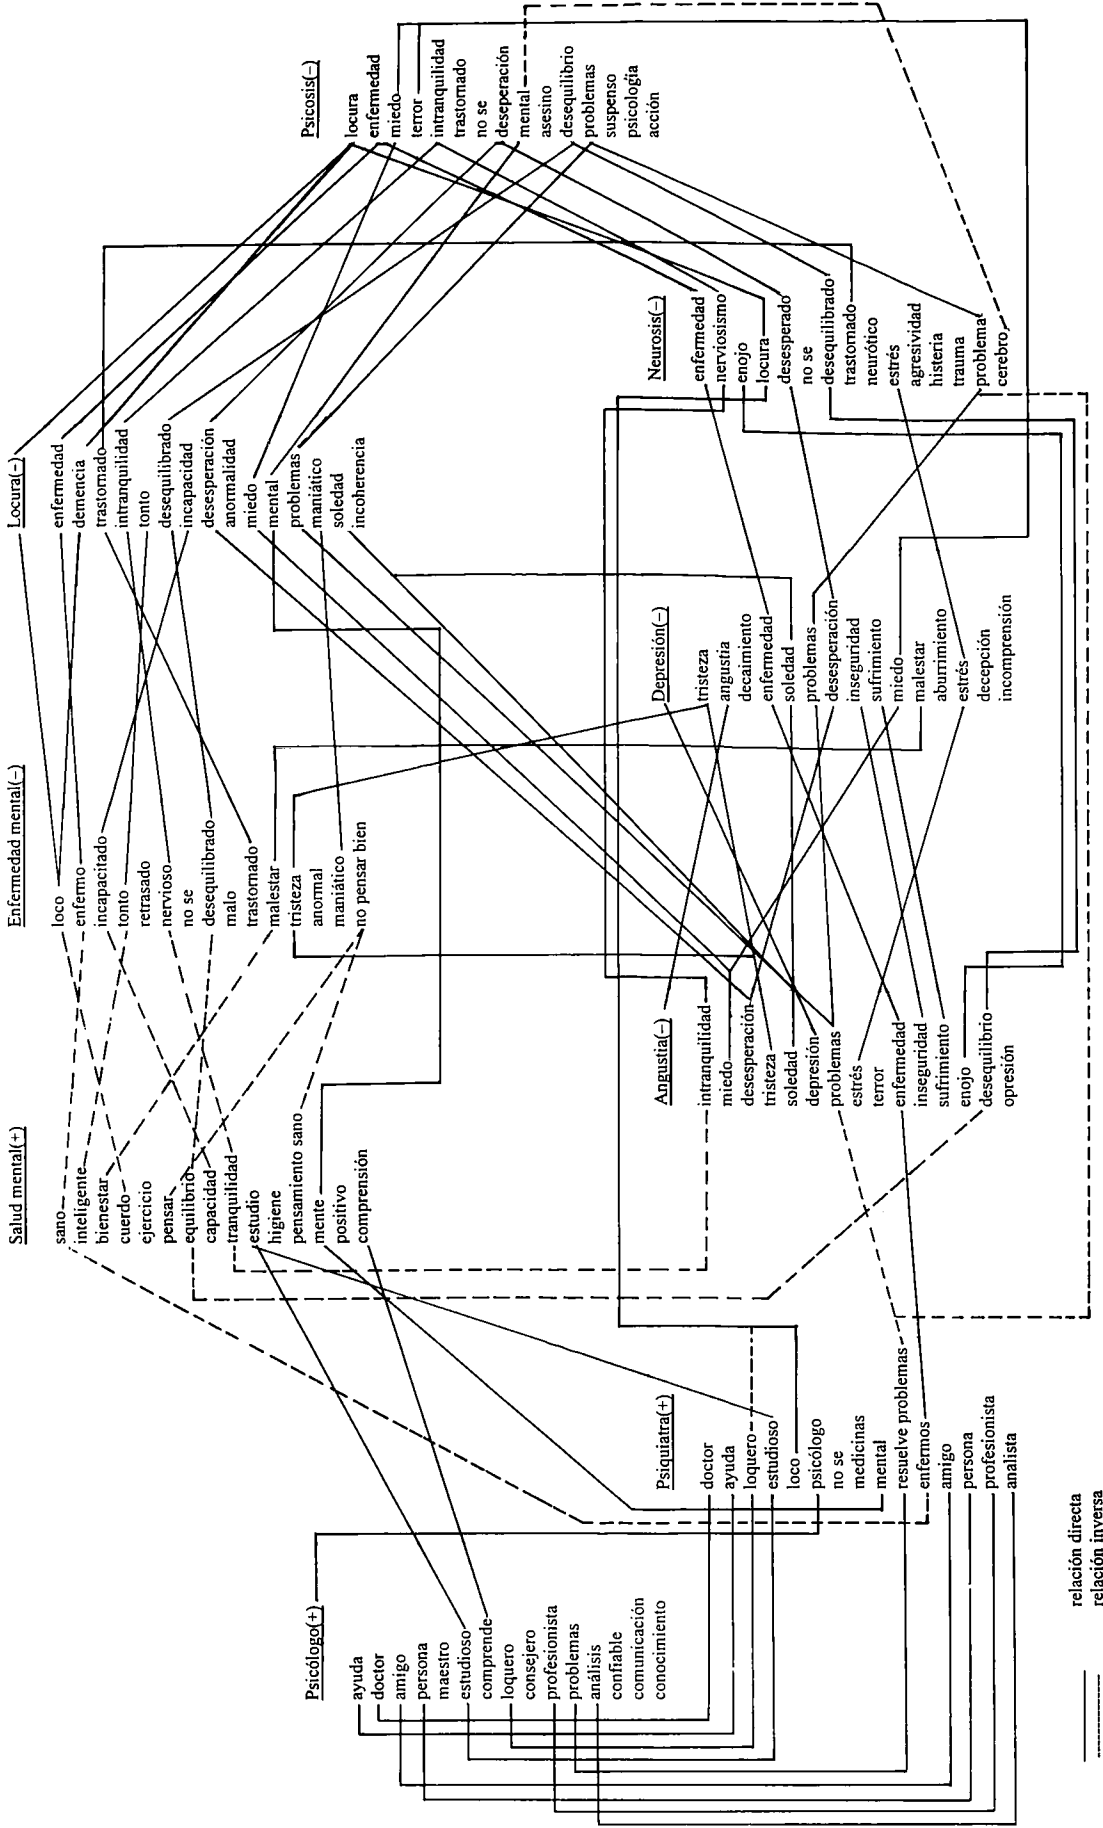 Psicólogo(+)
ayuda
doctor
amigo
persona
maestro
estudioso
comprende
loquero
consejero
profesionista
problemas
análisis
confiable
comunicación
conocimiento
Salud mental(+)
sano
inteligente
bienestar
cuerdo
ejercicio
pensar
equilibrio
capacidad
tranquilidad
estudio
higiene
pensamiento sano
mente
positivo
comprensión
Psiquiatra(+)
doctor
ayuda
loquero
estudioso
loco
psicólogo
no se
medicinas
mental
resuelve problemas
enfermos
amigo
persona
profesionista
analista
Enfermedad mental(-)
loco
enfermo
incapacitado
tonto
retrasado
nervioso
no se
desequilibrado
malo
trastornado
malestar
tristeza
anormal
maniático
no pensar bien
Angustia(-)
intranquilidad
miedo
desesperación
tristeza
soledad
depresión
problemas
estrés
terror
enfermedad
inseguridad
sufrimiento
enojo
desequilibrio
opresión
Locura(-)
enfermedad
demencia
trastornado
intranquilidad
tonto
desequilibrado
incapacidad
desesperación
anormalidad
miedo
mental
problemas
maniático
soledad
incoherencia
Depresión(-)
tristeza
angustia
decaimiento
enfermedad
soledad
problemas
desesperación
inseguridad
sufrimiento
miedo
malestar
aburrimiento
estrés
decepción
incomprensión
Psicosis(-)
locura
enfermedad
miedo
terror
intranquilidad
trastornado
no se
deseperación
mental
asesino
desequilibrio
problemas
suspenso
psicología
acción
Neurosis(-)
enfermedad
nerviosismo
enojo
locura
desesperado
no se
desequilibrado
trastornado
neurótico
estrés
agresividad
histeria
trauma
problema
cerebro
relación directa
relación inversa